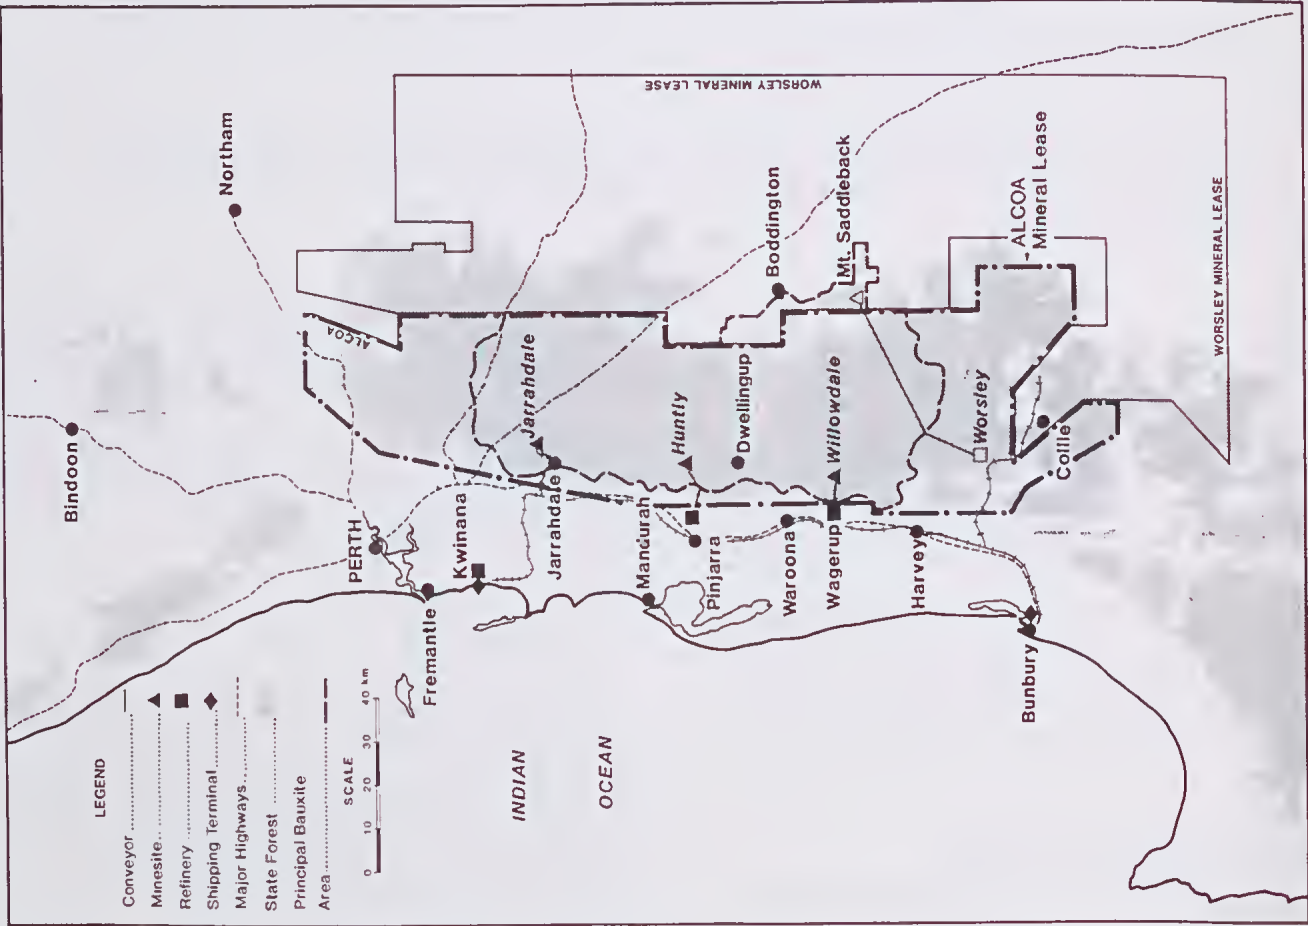 LEGEND
Conveyor
Minesite
Refinery
Shipping Terminal
Major Highways
State Forest
Principal Bauxite
Area
SCALE
0 10 20 30 40 km
INDIAN
OCEAN
Bindoon
Northam
PERTH
Fremantle
Kwinana
ALCOA
Jarrahdale
Jarrahdale
Mandurah
Huntly
Pinjarra
Dwellingup
Boddington
Waroona
Wagerup
Willowdale
Mt. Saddleback
Harvey
Worsley
Collie
Bunbury
ALCOA
Mineral Lease
WORSLEY MINERAL LEASE
WORSLEY MINERAL LEASE